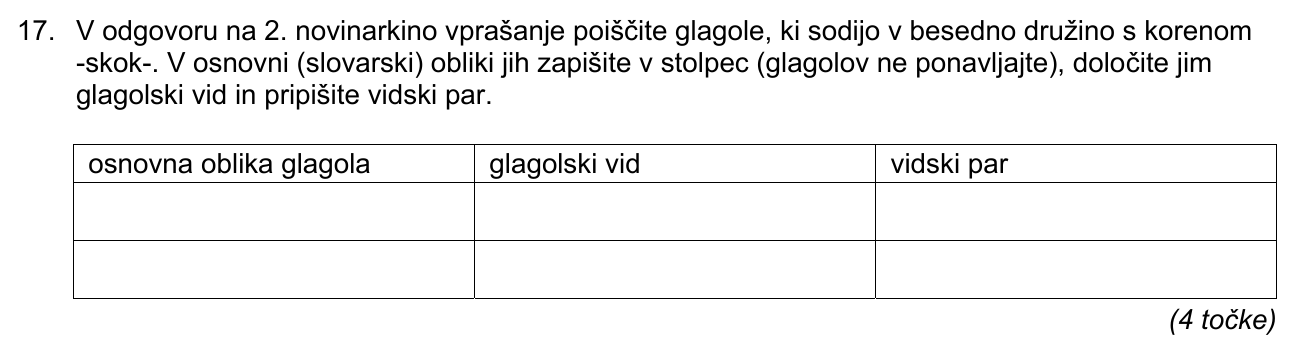 17. V odgovoru na 2. novinarkino vprašanje poiščite glagole, ki sodijo v besedno družino s korenom
-skok-. V osnovni (slovarski) obliki jih zapišite v stolpec (glagolov ne ponavljajte), določite jim
glagolski vid in pripišite vidski par.
osnovna oblika glagola glagolski vid vidski par
(4 točke)